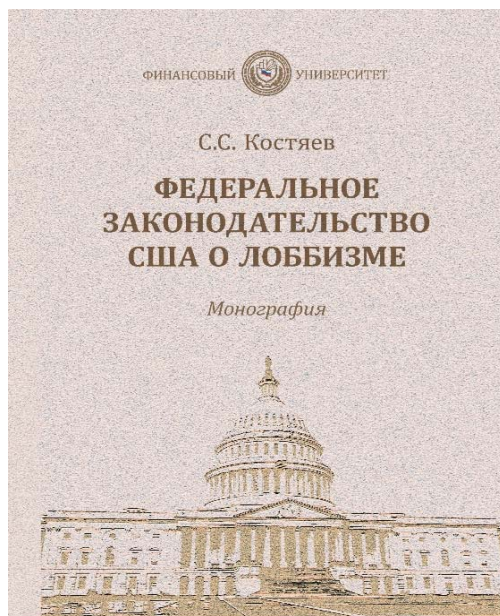 ФИНАНСОВЫЙ УНИВЕРСИТЕТ
С.С. Костяев
ФЕДЕРАЛЬНОЕ
ЗАКОНОДАТЕЛЬСТВО
США О ЛОББИЗМЕ
Монография